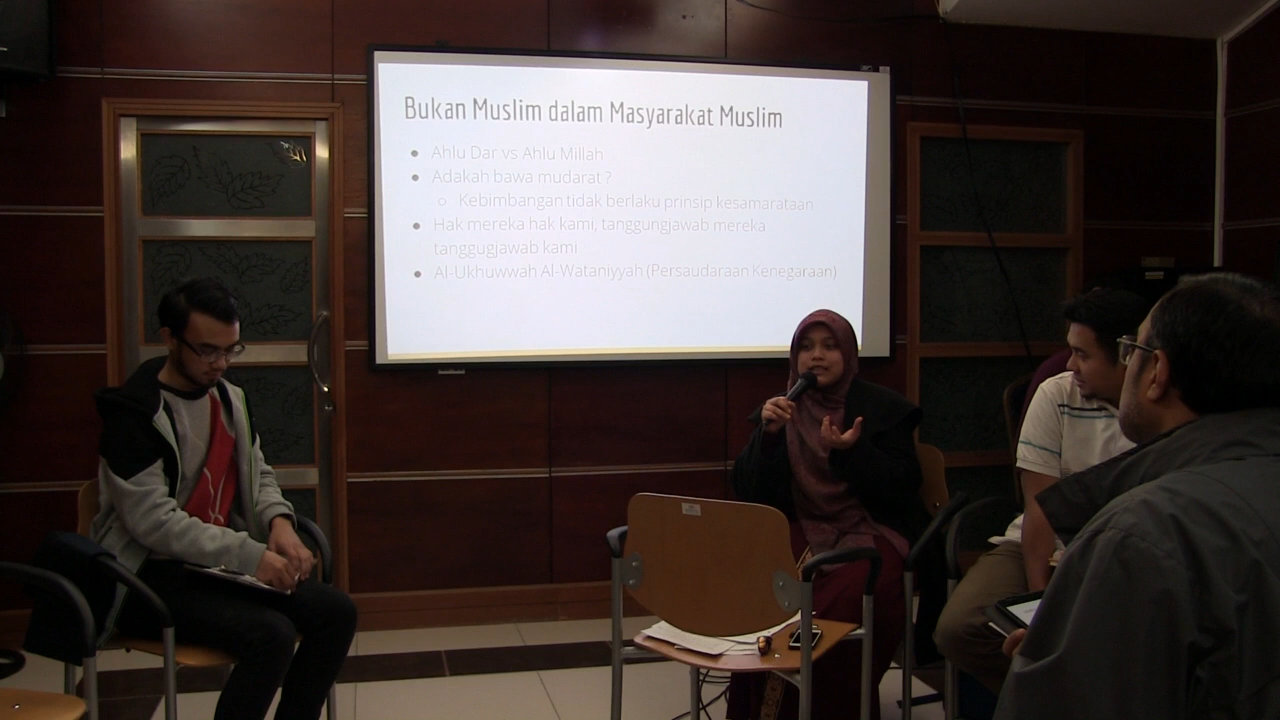 Bukan Muslim dalam Masyarakat Muslim
Ahlu Dar vs Ahlu Millah
Adakah bawa mudarat ?
Kebimbangan tidak berlaku prinsip kesamarataan
Hak mereka hak kami, tanggungjawab mereka
tanggugjawab kami
Al-Ukhuwwah Al-Wataniyyah (Persaudaraan Kenegaraan)